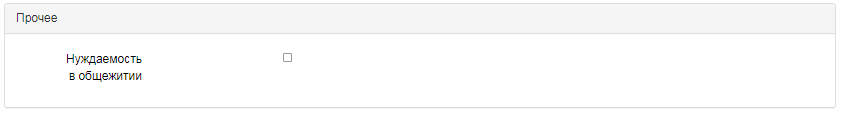 Прочее
Нуждаемость
в общежитии